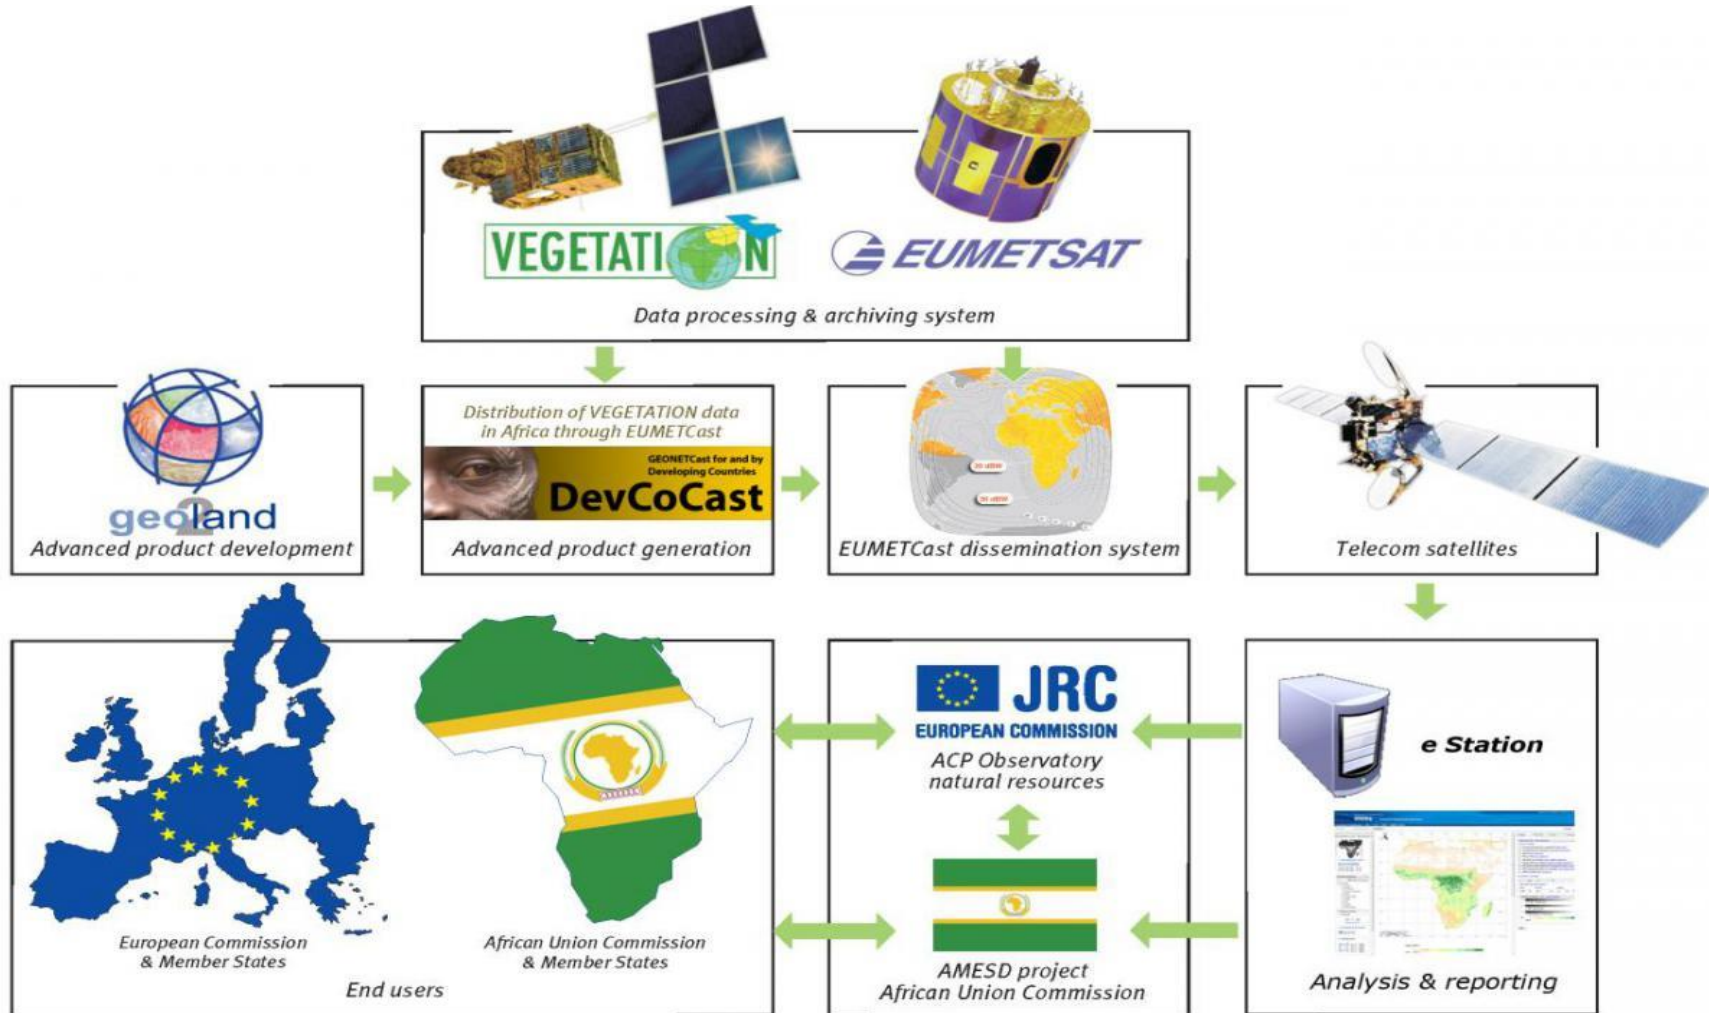 VEGETATION
EUMETSAT
Data processing & archiving system
geoland
2
Advanced product development
Distribution of VEGETATION data
in Africa through EUMETCast
GEONETCast for and by
Developing Countries
DevCoCast
Advanced product generation
EUMETCast dissemination system
Telecom satellites
European Commission
& Member States
African Union Commission
& Member States
End users
JRC
EUROPEAN COMMISSION
ACP Observatory
natural resources
AMESD project
African Union Commission
e Station
Analysis & reporting